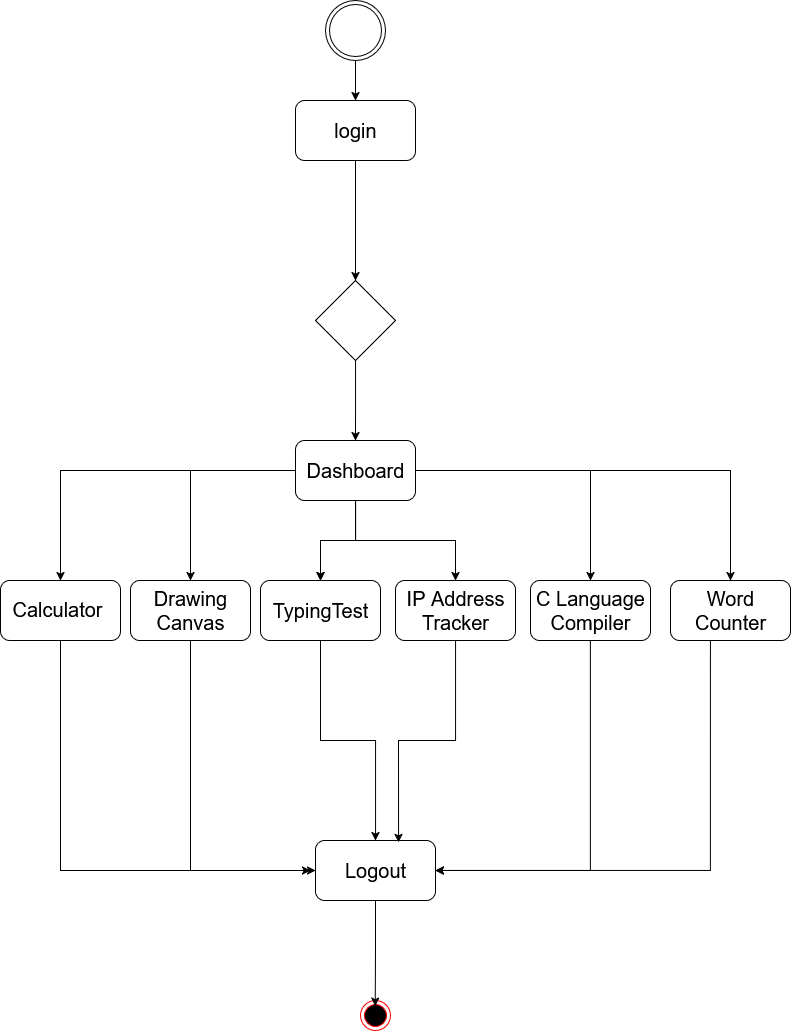 login
Dashboard
Calculator
Drawing
Canvas
TypingTest
IP Address
Tracker
C Language
Compiler
Word
Counter
Logout